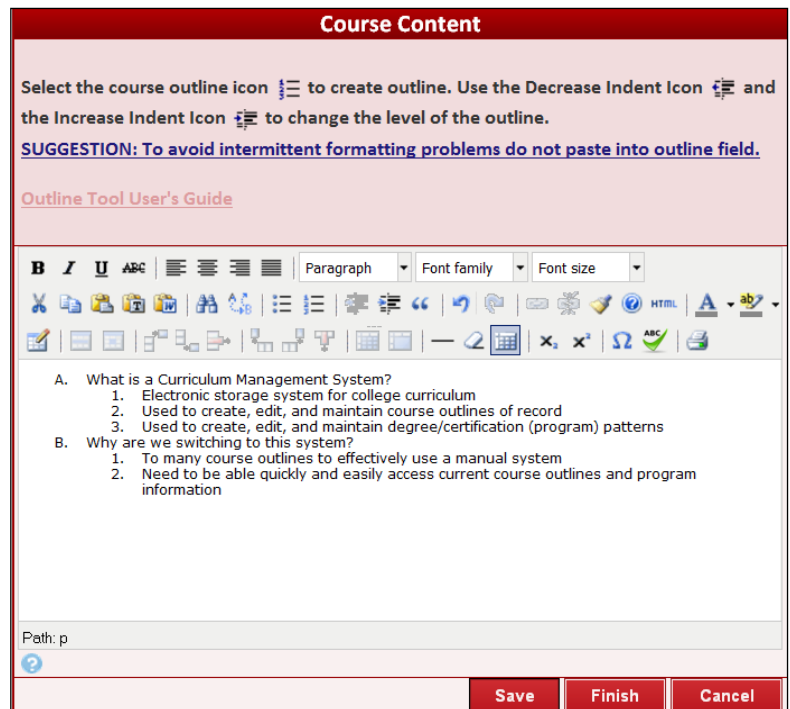 Course Content
Select the course outline icon to create outline. Use the Decrease Indent Icon and
the Increase Indent Icon to change the level of the outline.
SUGGESTION: To avoid intermittent formatting problems do not paste into outline field.
Outline Tool User's Guide
B I U ABC Paragraph Font family Font size
HTML A ab
x₂ x² Ω ABC
A. What is a Curriculum Management System?
1. Electronic storage system for college curriculum
2. Used to create, edit, and maintain course outlines of record
3. Used to create, edit, and maintain degree/certification (program) patterns
B. Why are we switching to this system?
1. To many course outlines to effectively use a manual system
2. Need to be able quickly and easily access current course outlines and program
information
Path: p
Save Finish Cancel